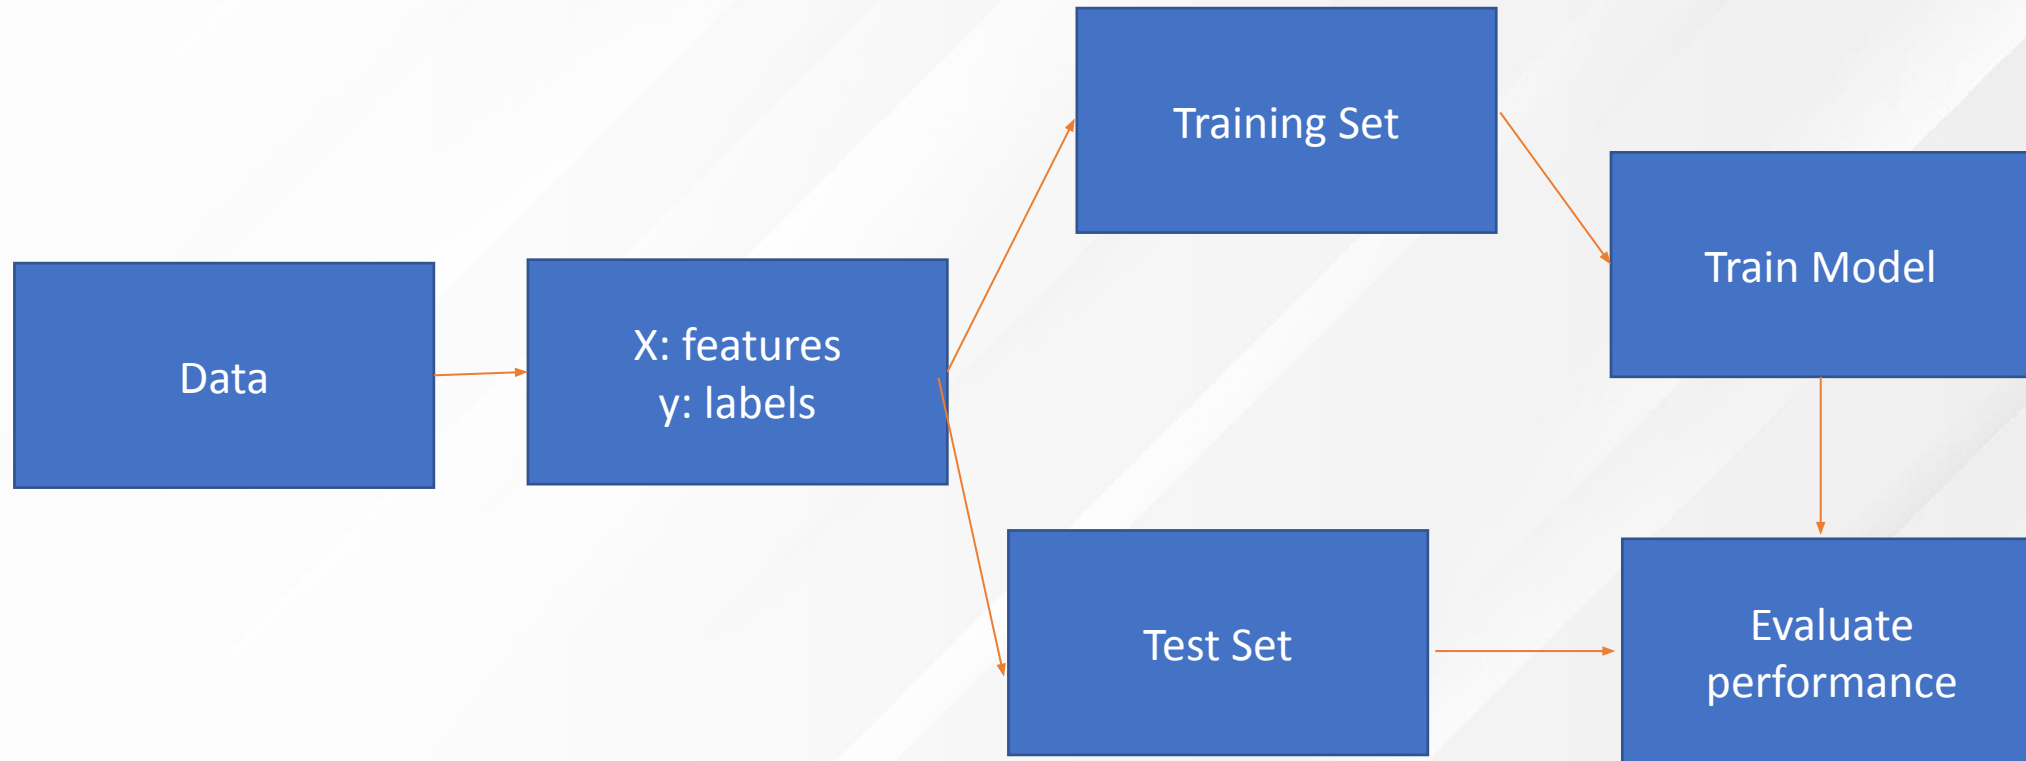 Data
X: features
y: labels
Training Set
Test Set
Train Model
Evaluate
performance